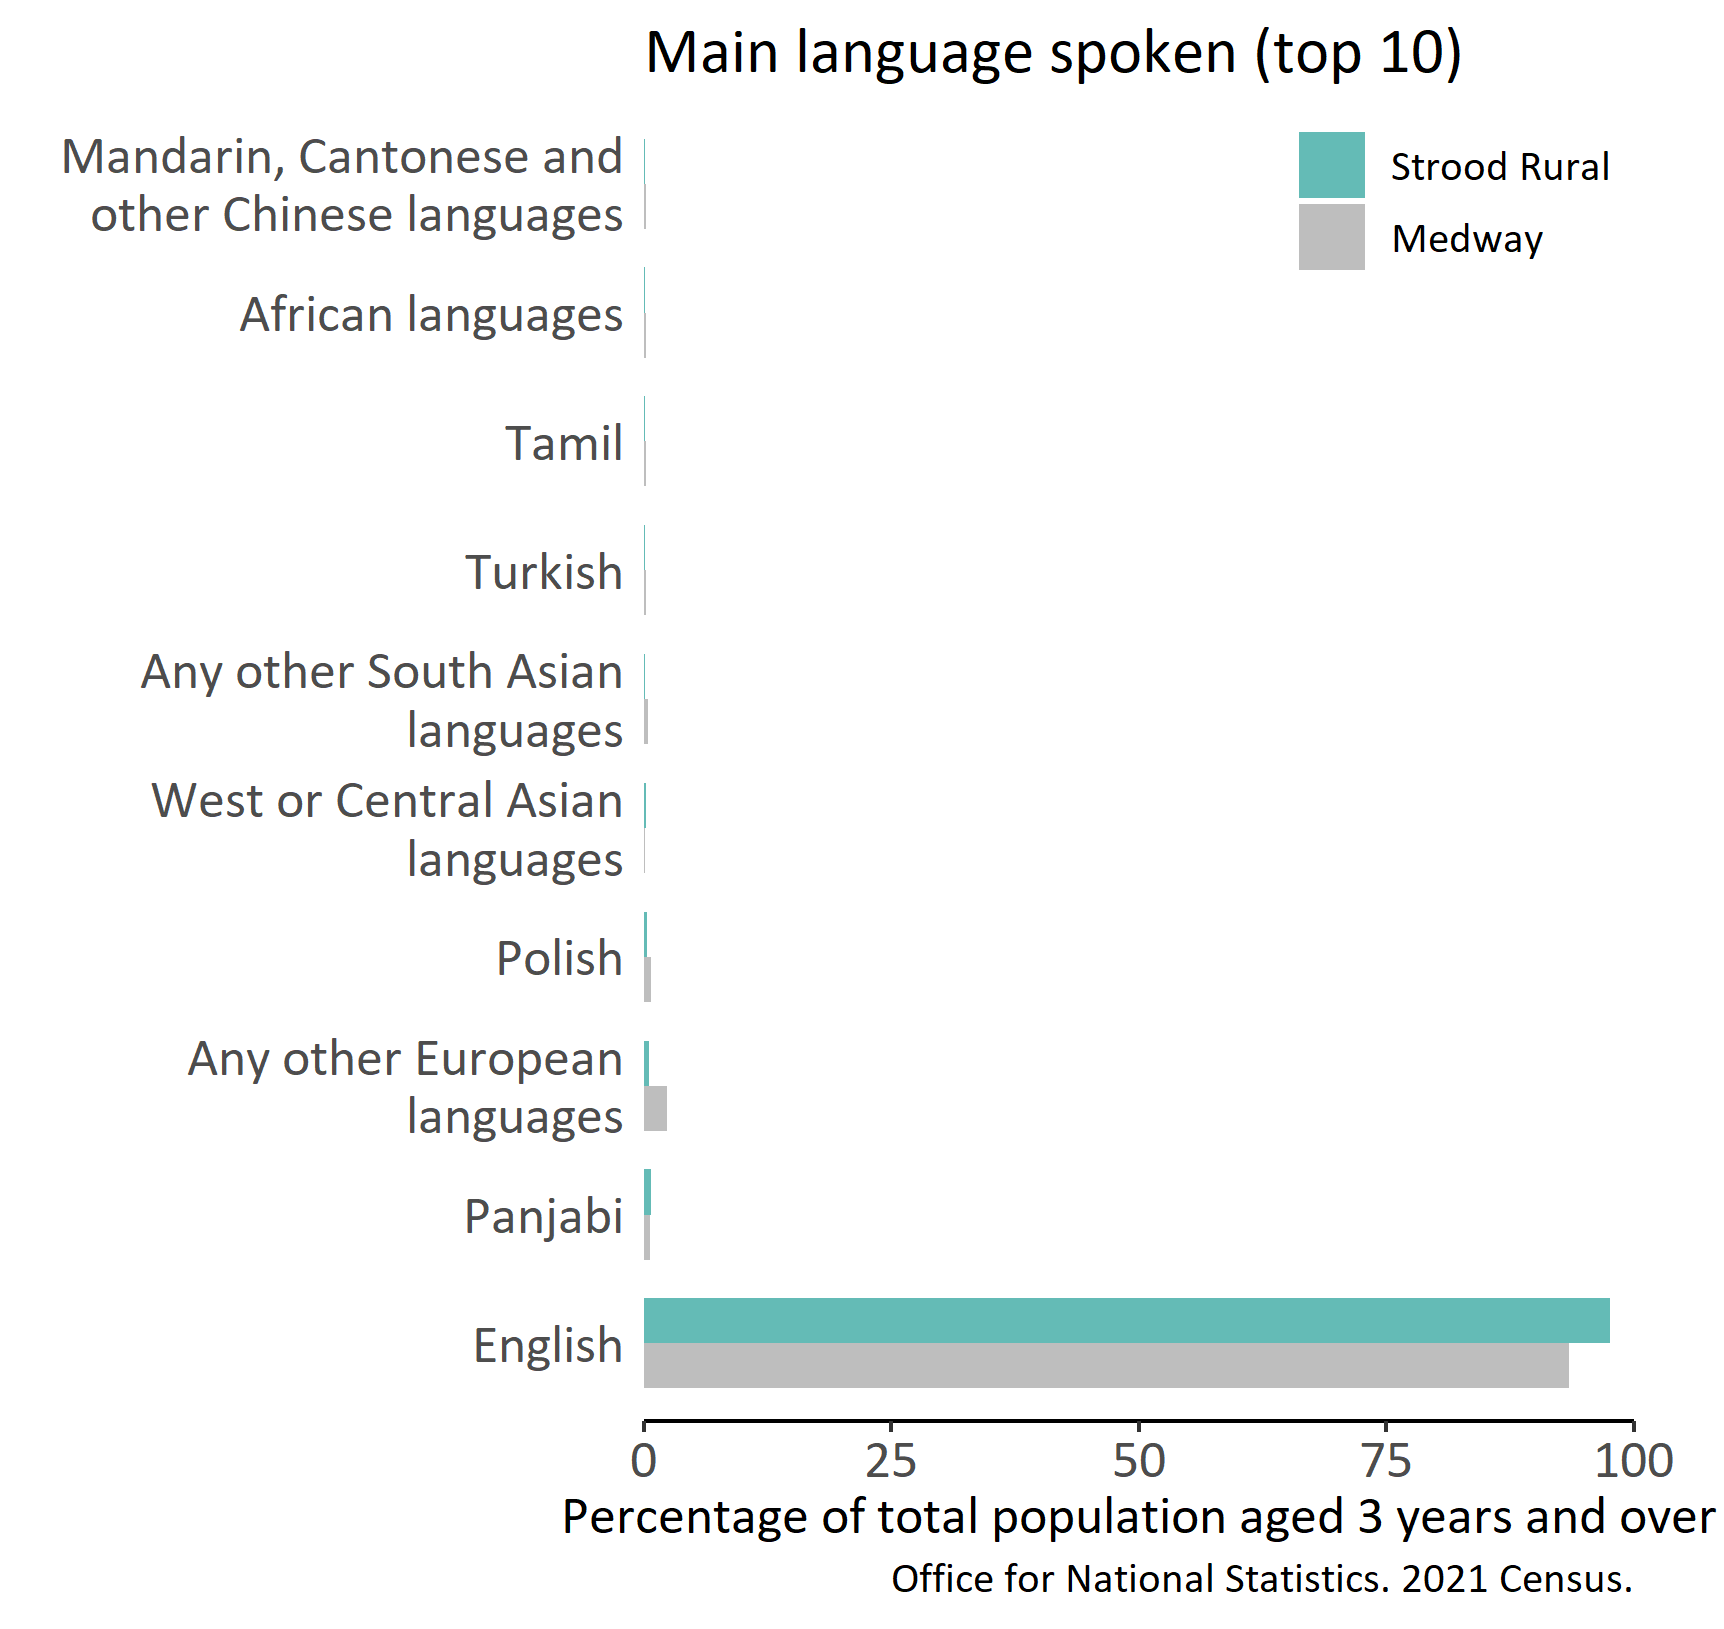 Main language spoken (top 10)
Strood Rural
Medway
Mandarin, Cantonese and
other Chinese languages
African languages
Tamil
Turkish
Any other South Asian
languages
West or Central Asian
languages
Polish
Any other European
languages
Panjabi
English
0 25 50 75 100
Percentage of total population aged 3 years and over
Office for National Statistics. 2021 Census.